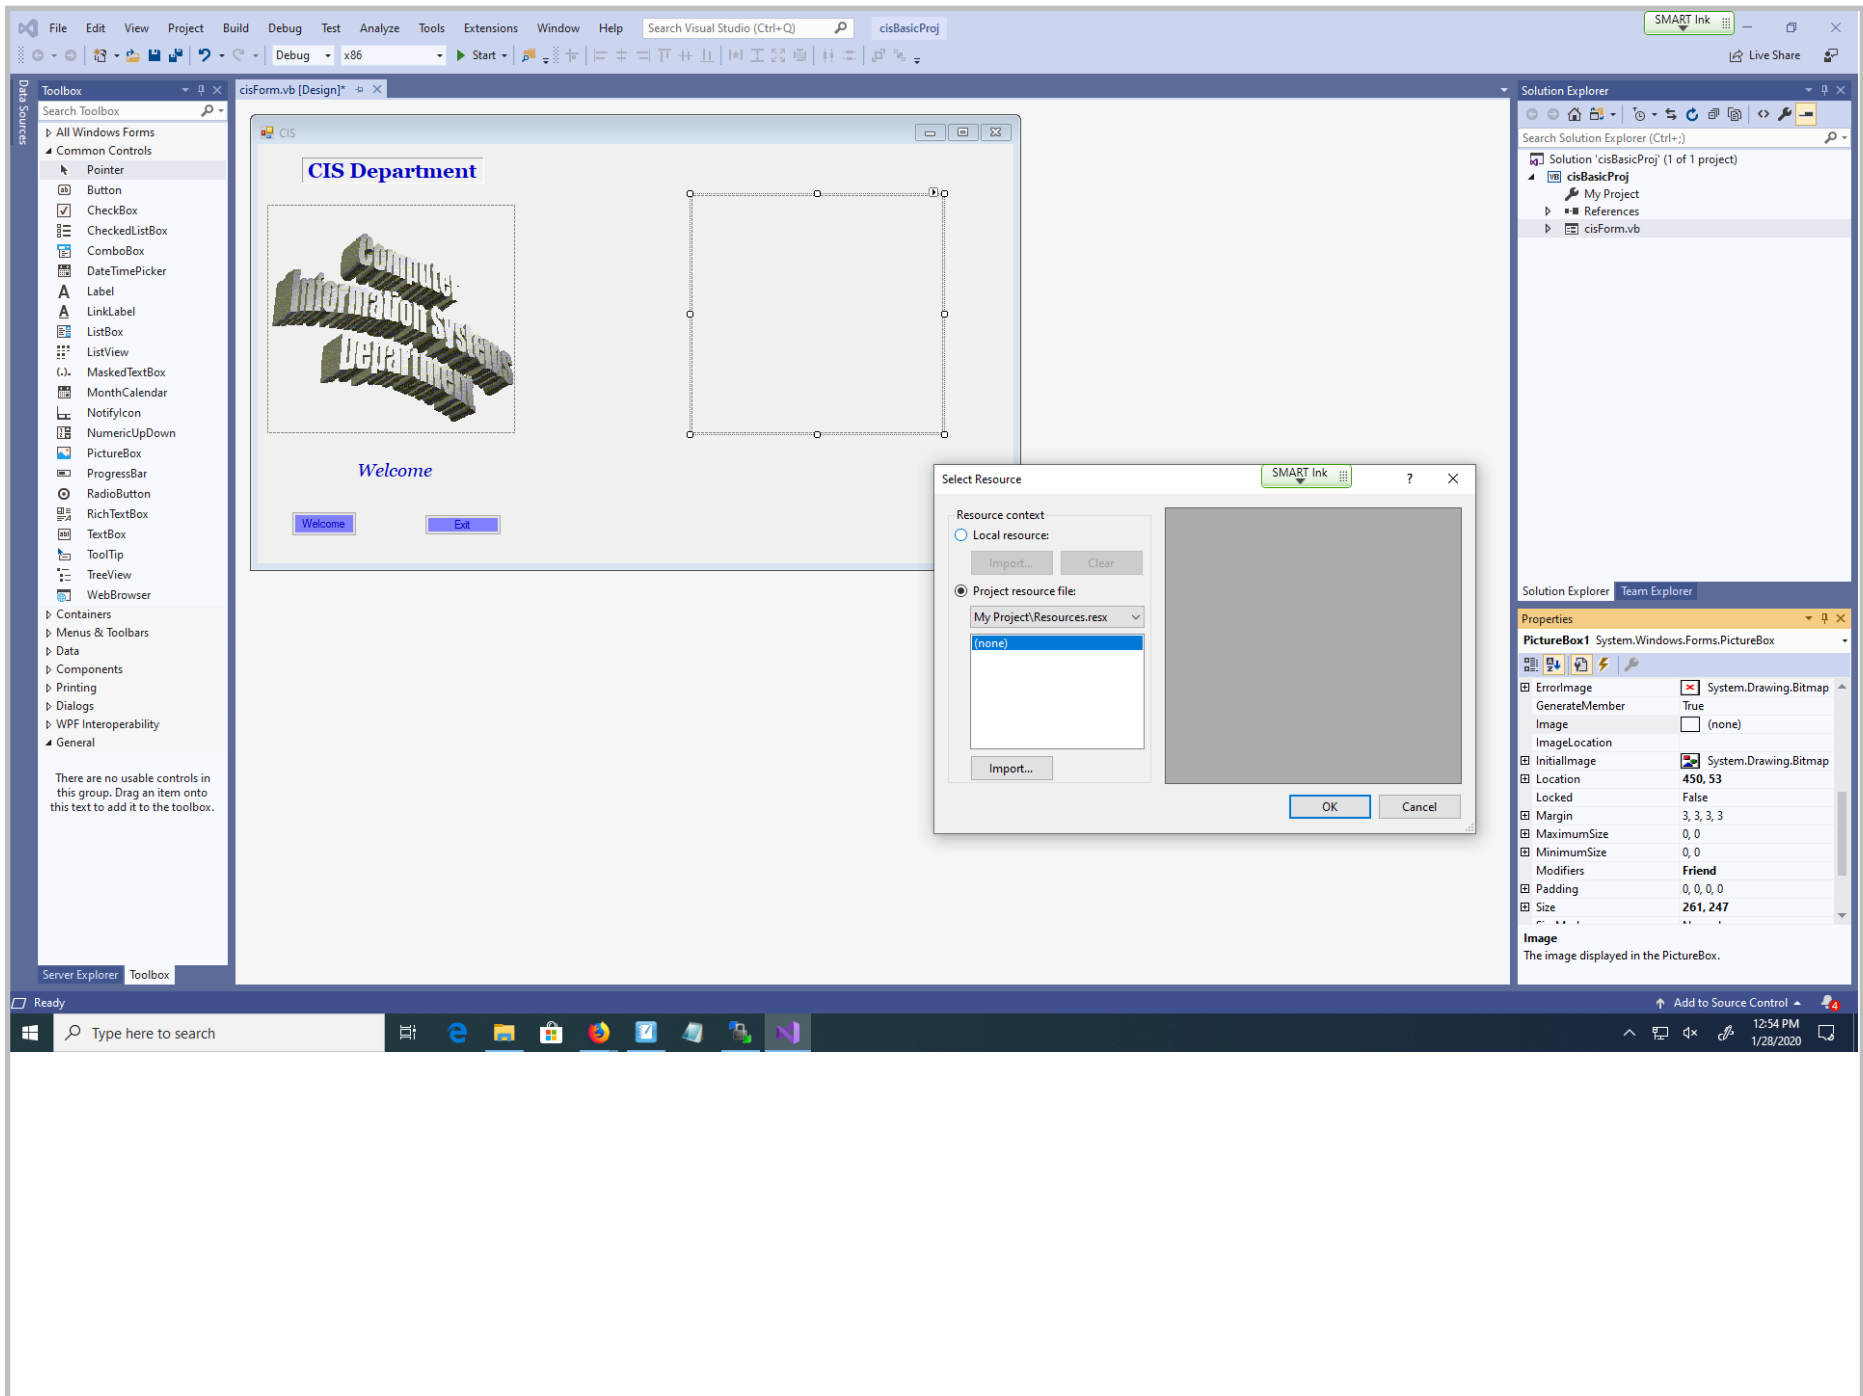 File Edit View Project Build Debug Test Analyze Tools Extensions Window Help Search Visual Studio (Ctrl+Q) cisBasicProj SMART Ink
Debug x86 Start Live Share
Data Sources
Toolbox
Search Toolbox
All Windows Forms
Common Controls
Pointer
Button
CheckBox
CheckedListBox
ComboBox
DateTimePicker
Label
LinkLabel
ListBox
ListView
MaskedTextBox
MonthCalendar
NotifyIcon
NumericUpDown
PictureBox
ProgressBar
RadioButton
RichTextBox
TextBox
ToolTip
TreeView
WebBrowser
Containers
Menus & Toolbars
Data
Components
Printing
Dialogs
WPF Interoperability
General
There are no usable controls in
this group. Drag an item onto
this text to add it to the toolbox.
Server Explorer Toolbox
cisForm.vb [Design]*
CIS
CIS Department
Computer
Information Systems
Department
Welcome
Welcome Exit
Select Resource SMART Ink ?
Resource context
Local resource:
Import... Clear
Project resource file:
My Project\Resources.resx
(none)
Import...
OK Cancel
Solution Explorer
Search Solution Explorer (Ctrl+;)
Solution 'cisBasicProj' (1 of 1 project)
VB cisBasicProj
My Project
References
cisForm.vb
Solution Explorer Team Explorer
Properties
PictureBox1 System.Windows.Forms.PictureBox
ErrorImage System.Drawing.Bitmap
GenerateMember True
Image (none)
ImageLocation
InitialImage System.Drawing.Bitmap
Location 450, 53
Locked False
Margin 3, 3, 3, 3
MaximumSize 0, 0
MinimumSize 0, 0
Modifiers Friend
Padding 0, 0, 0, 0
Size 261, 247
Image
The image displayed in the PictureBox.
Ready Add to Source Control 4
Type here to search 12:54 PM
1/28/2020